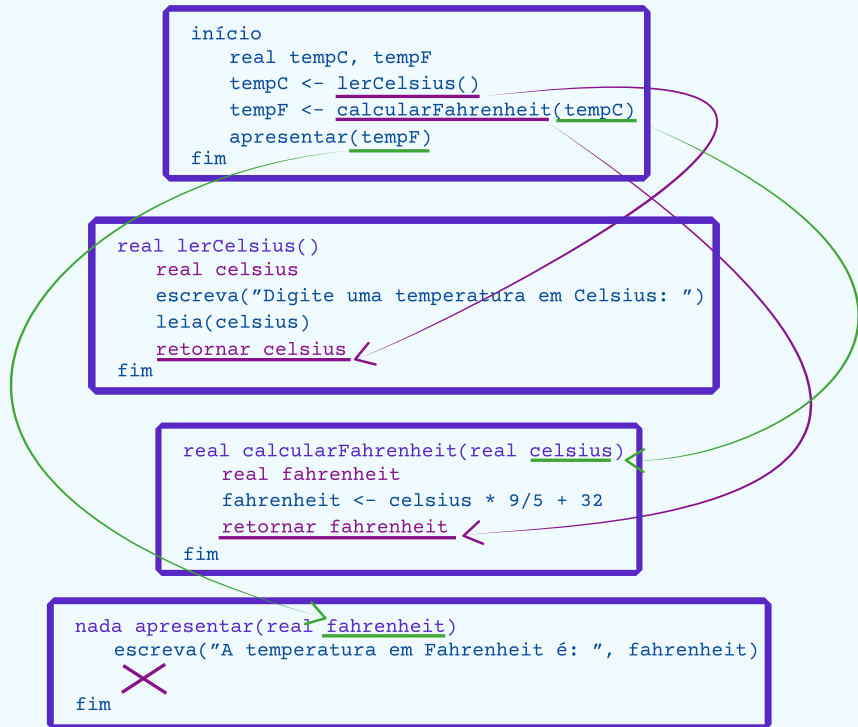 início
real tempC, tempF
tempC <- lerCelsius()
tempF <- calcularFahrenheit(tempC)
apresentar(tempF)
fim
real lerCelsius()
real celsius
escreva(”Digite uma temperatura em Celsius: ”)
leia(celsius)
retornar celsius
fim
real calcularFahrenheit(real celsius)
real fahrenheit
fahrenheit <- celsius * 9/5 + 32
retornar fahrenheit
fim
nada apresentar(real fahrenheit)
escreva(”A temperatura em Fahrenheit é: ”, fahrenheit)
fim